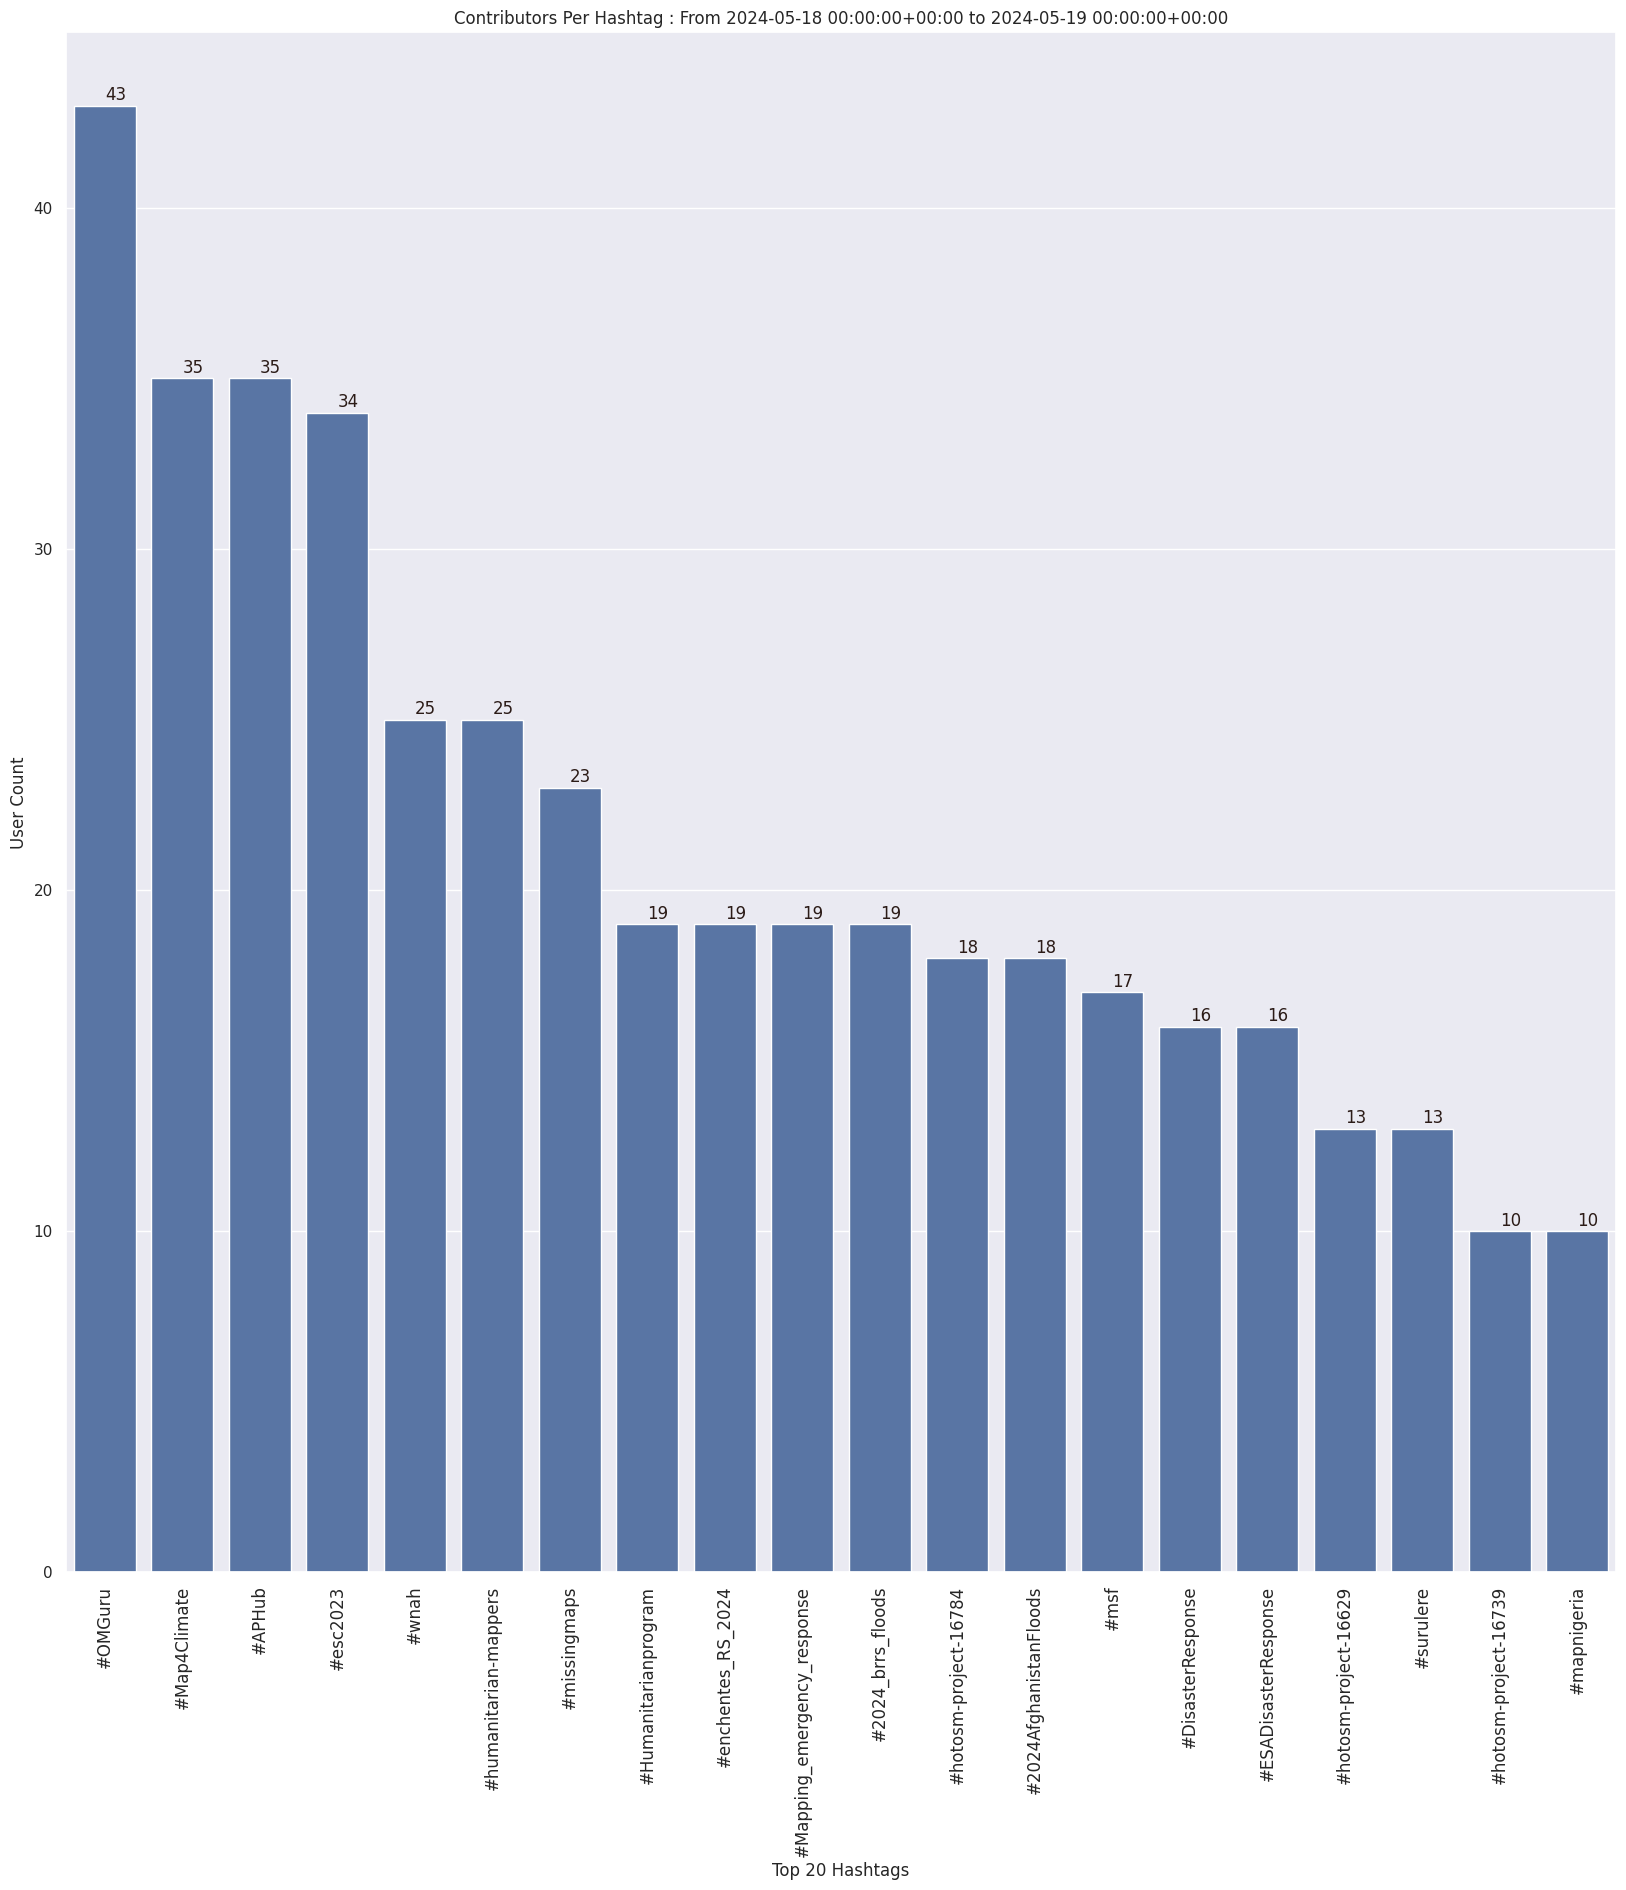 Contributors Per Hashtag : From 2024-05-18 00:00:00+00:00 to 2024-05-19 00:00:00+00:00
User Count
40
30
20
10
0
43
35
35
34
25
25
23
19
19
19
19
18
18
17
16
16
13
13
10
10
#OMGuru
#Map4Climate
#APHub
#esc2023
#wnah
#humanitarian-mappers
#missingmaps
#Humanitarianprogram
#enchentes_RS_2024
#Mapping_emergency_response
#2024_brrs_floods
#hotosm-project-16784
#2024AfghanistanFloods
#msf
#DisasterResponse
#ESADisasterResponse
#hotosm-project-16629
#surulere
#hotosm-project-16739
#mapnigeria
Top 20 Hashtags